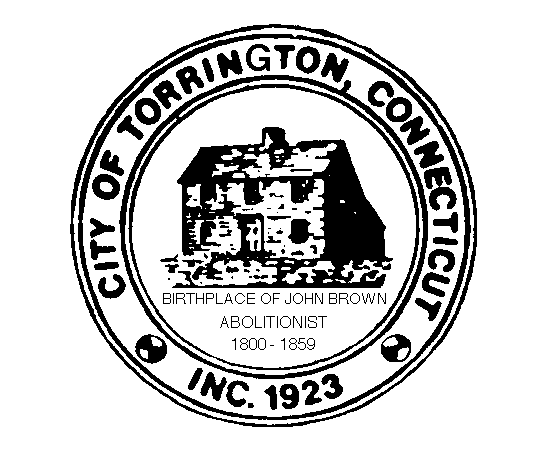 CITY OF TORRINGTON, CONNECTICUT
BIRTHPLACE OF JOHN BROWN
ABOLITIONIST
1800 - 1859
INC. 1923